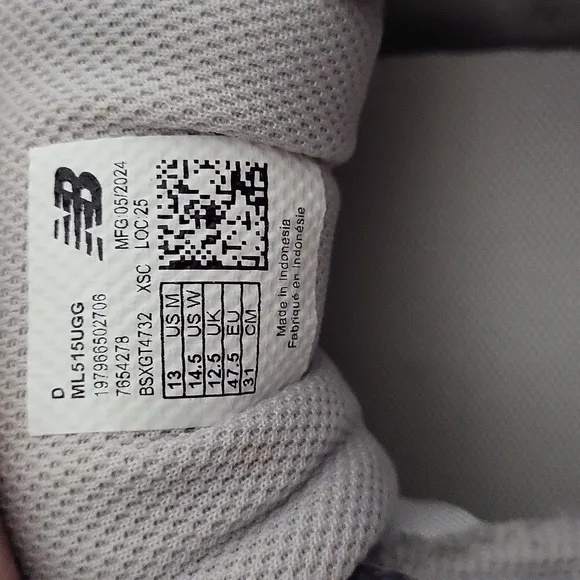 NB
MFG:05/2024
LOC:25
D
ML515UGG
197966502706
7654278
BSXGT4732 XSC
13 US M
14.5 US W
12.5 UK
47.5 EU
31 CM
Made in Indonesia
Fabriqué en Indonésie